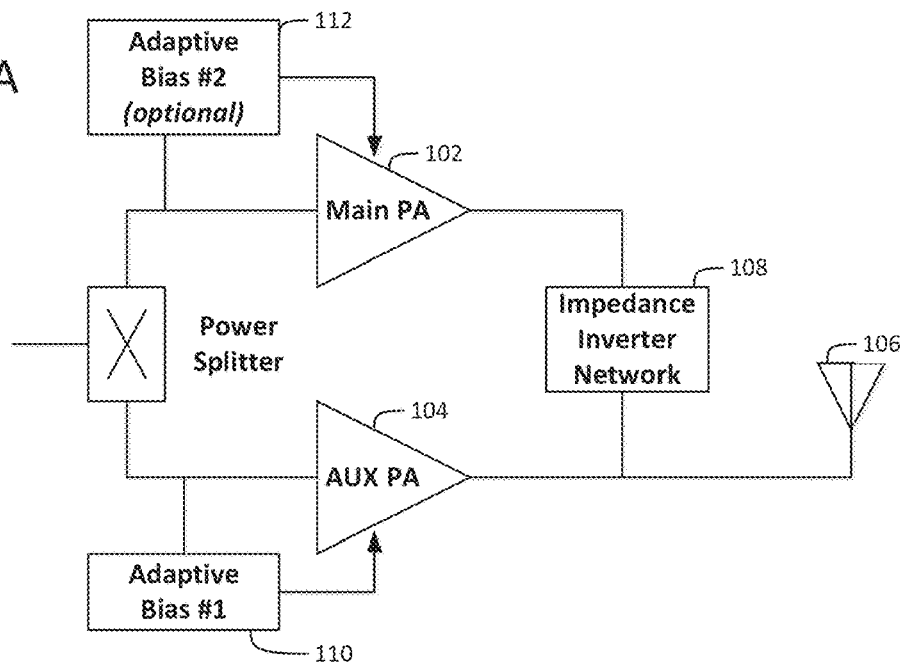 A
Adaptive
Bias #2
(optional)
112
102
Main PA
108
Impedance
Inverter
Network
Power
Splitter
106
104
AUX PA
Adaptive
Bias #1
110